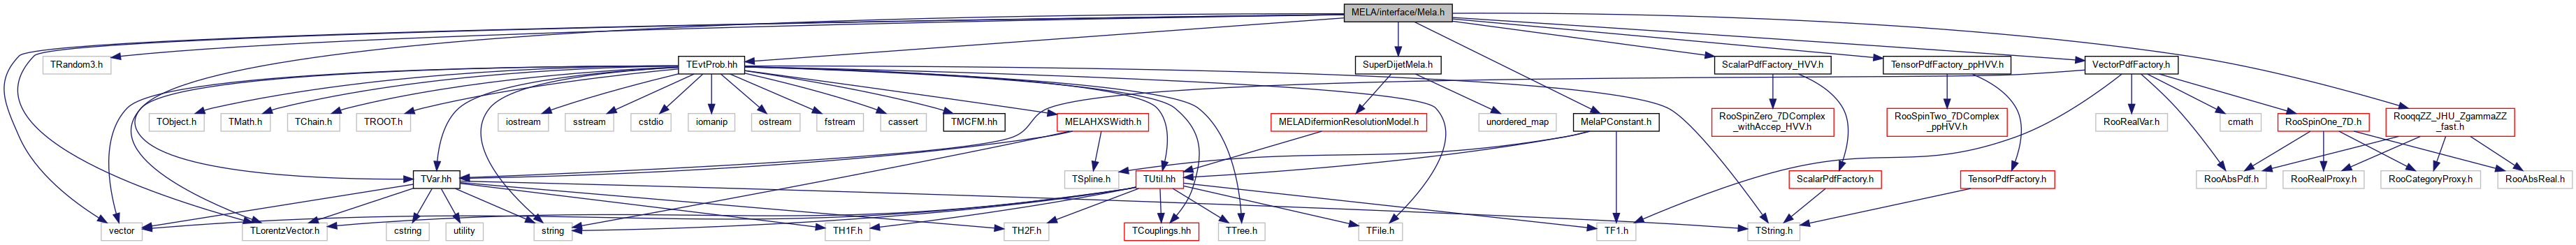 MELA/interface/Mela.h
TRandom3.h
TEvtProb.hh
SuperDijetMela.h
ScalarPdfFactory_HVV.h
TensorPdfFactory_ppHVV.h
VectorPdfFactory.h
TObject.h
TMath.h
TChain.h
TROOT.h
iostream
sstream
cstdio
iomanip
ostream
fstream
cassert
TMCFM.hh
MELAHXSWidth.h
MELADifermionResolutionModel.h
unordered_map
MelaPConstant.h
RooSpinZero_7DComplex
_withAccep_HVV.h
RooSpinTwo_7DComplex
_ppHVV.h
RooRealVar.h
cmath
RooSpinOne_7D.h
RooqqZZ_JHU_ZgammaZZ
_fast.h
TVar.hh
TSpline.h
TUtil.hh
ScalarPdfFactory.h
TensorPdfFactory.h
RooAbsPdf.h
RooRealProxy.h
RooCategoryProxy.h
RooAbsReal.h
vector
TLorentzVector.h
cstring
utility
string
TH1F.h
TH2F.h
TCouplings.hh
TTree.h
TFile.h
TF1.h
TString.h